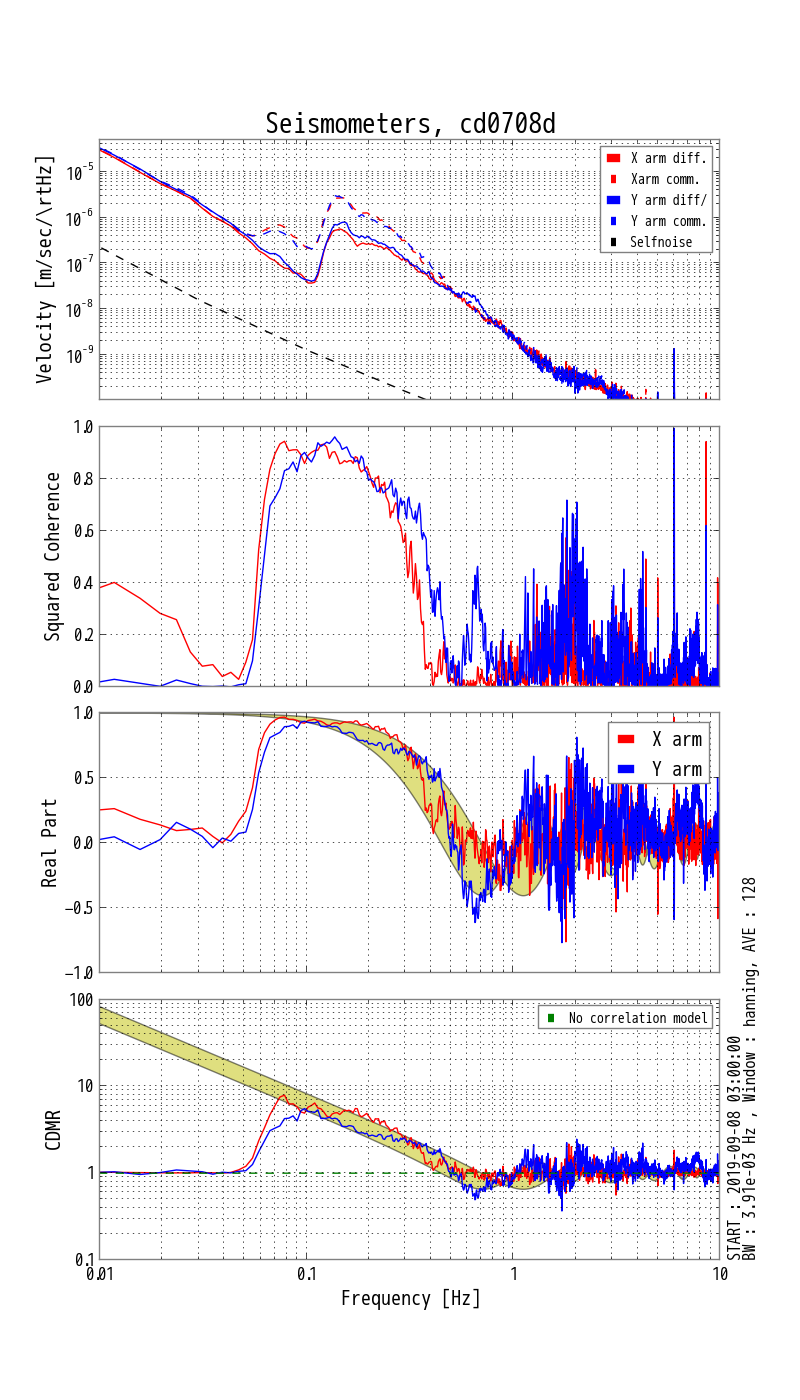 Seismometers, cd0708d
Velocity [m/sec/\rtHz]
10⁻⁵
10⁻⁶
10⁻⁷
10⁻⁸
10⁻⁹
X arm diff.
Xarm comm.
Y arm diff/
Y arm comm.
Selfnoise
Squared Coherence
1.0
0.8
0.6
0.4
0.2
0.0
Real Part
1.0
0.5
0.0
−0.5
−1.0
X arm
Y arm
CDMR
100
10
1
0.1
No correlation model
0.01 0.1 1 10
Frequency [Hz]
START : 2019-09-08 03:00:00
BW : 3.91e-03 Hz , Window : hanning, AVE : 128